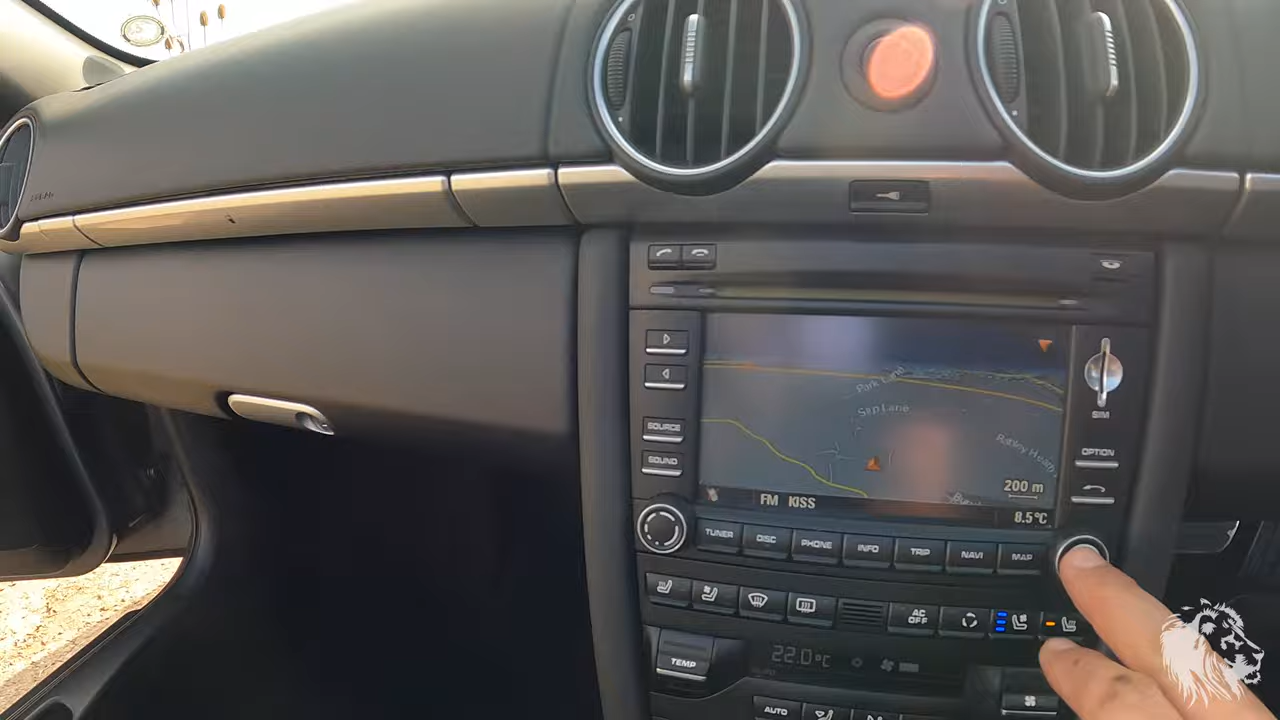 SIM
SOURCE
SOUND
OPTION
Park Lane
Sap Lane
Rabley Heath
200 m
FM KISS
8.5°C
TUNER DISC PHONE INFO TRIP NAVI MAP
AC OFF
TEMP
22.0°C
AUTO